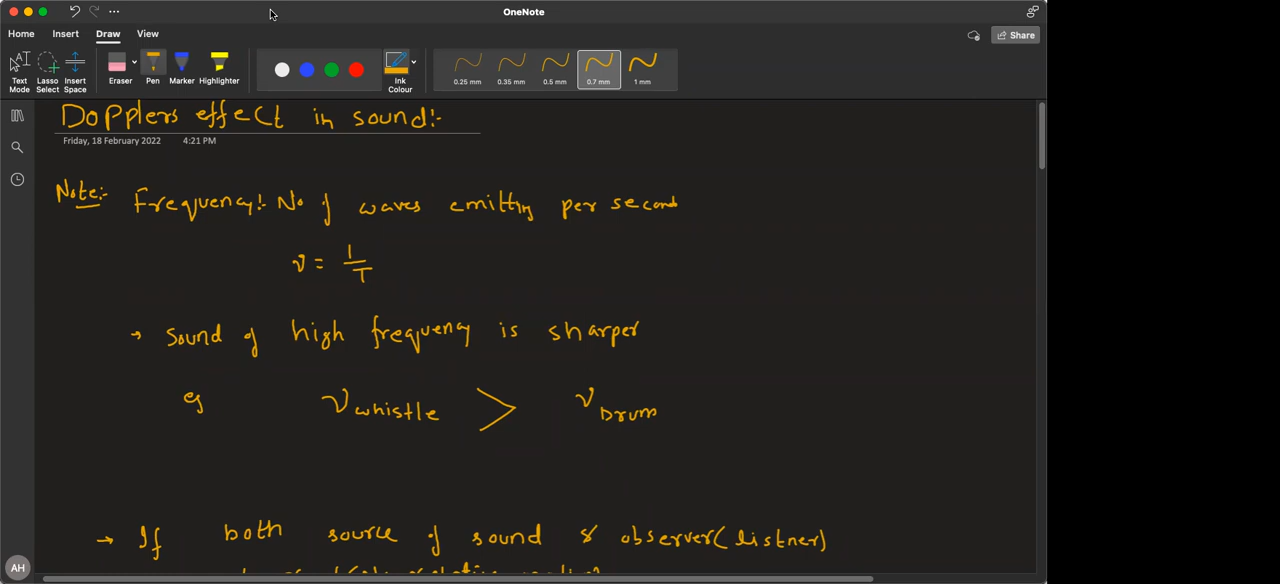 OneNote
Home Insert Draw View
Share
Text Mode
Lasso Select
Insert Space
Eraser
Pen
Marker
Highlighter
Ink Colour
0.25 mm
0.35 mm
0.5 mm
0.7 mm
1 mm
Dopplers effect in sound:-
Friday, 18 February 2022 4:21 PM
Note:- Frequency:- No of waves emitting per second
ν = 1/T
→ sound of high frequency is sharper
eg ν whistle > ν Drum
→ If both source of sound & observer(listner)
AH